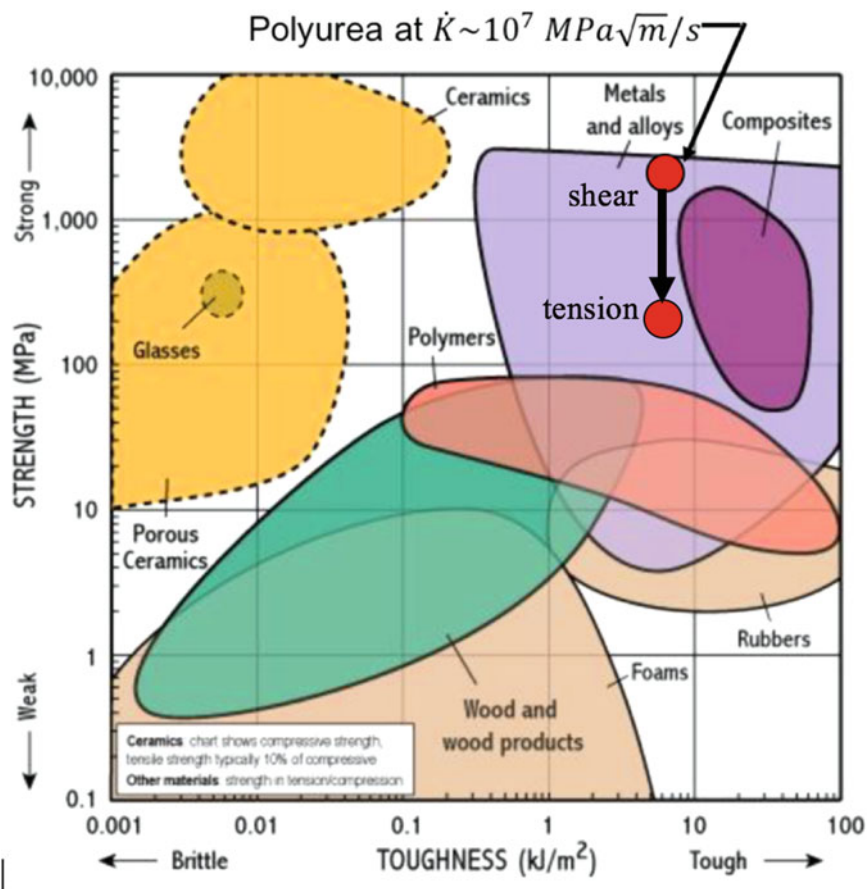 Polyurea at K̇~10⁷ MPa√m/s
10,000
1,000
100
10
1
0.1
Strong
STRENGTH (MPa)
Weak
Ceramics
Metals
and alloys
Composites
shear
tension
Glasses
Polymers
Porous
Ceramics
Rubbers
Foams
Wood and
wood products
Ceramics chart shows compressive strength,
tensile strength typically 10% of compressive
Other materials strength in tension/compression
0.001
0.01
0.1
1
10
100
Brittle
TOUGHNESS (kJ/m²)
Tough